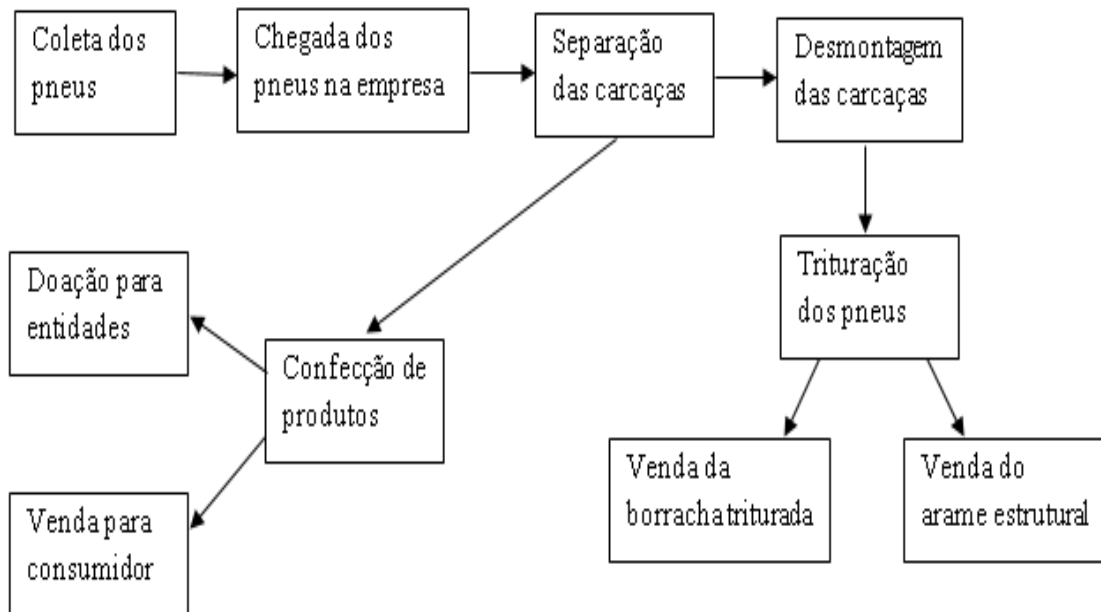 Coleta dos
pneus
Chegada dos
pneus na empresa
Separação
das carcaças
Desmontagem
das carcaças
Doação para
entidades
Confecção de
produtos
Venda para
consumidor
Trituração
dos pneus
Venda da
borracha triturada
Venda do
arame estrutural